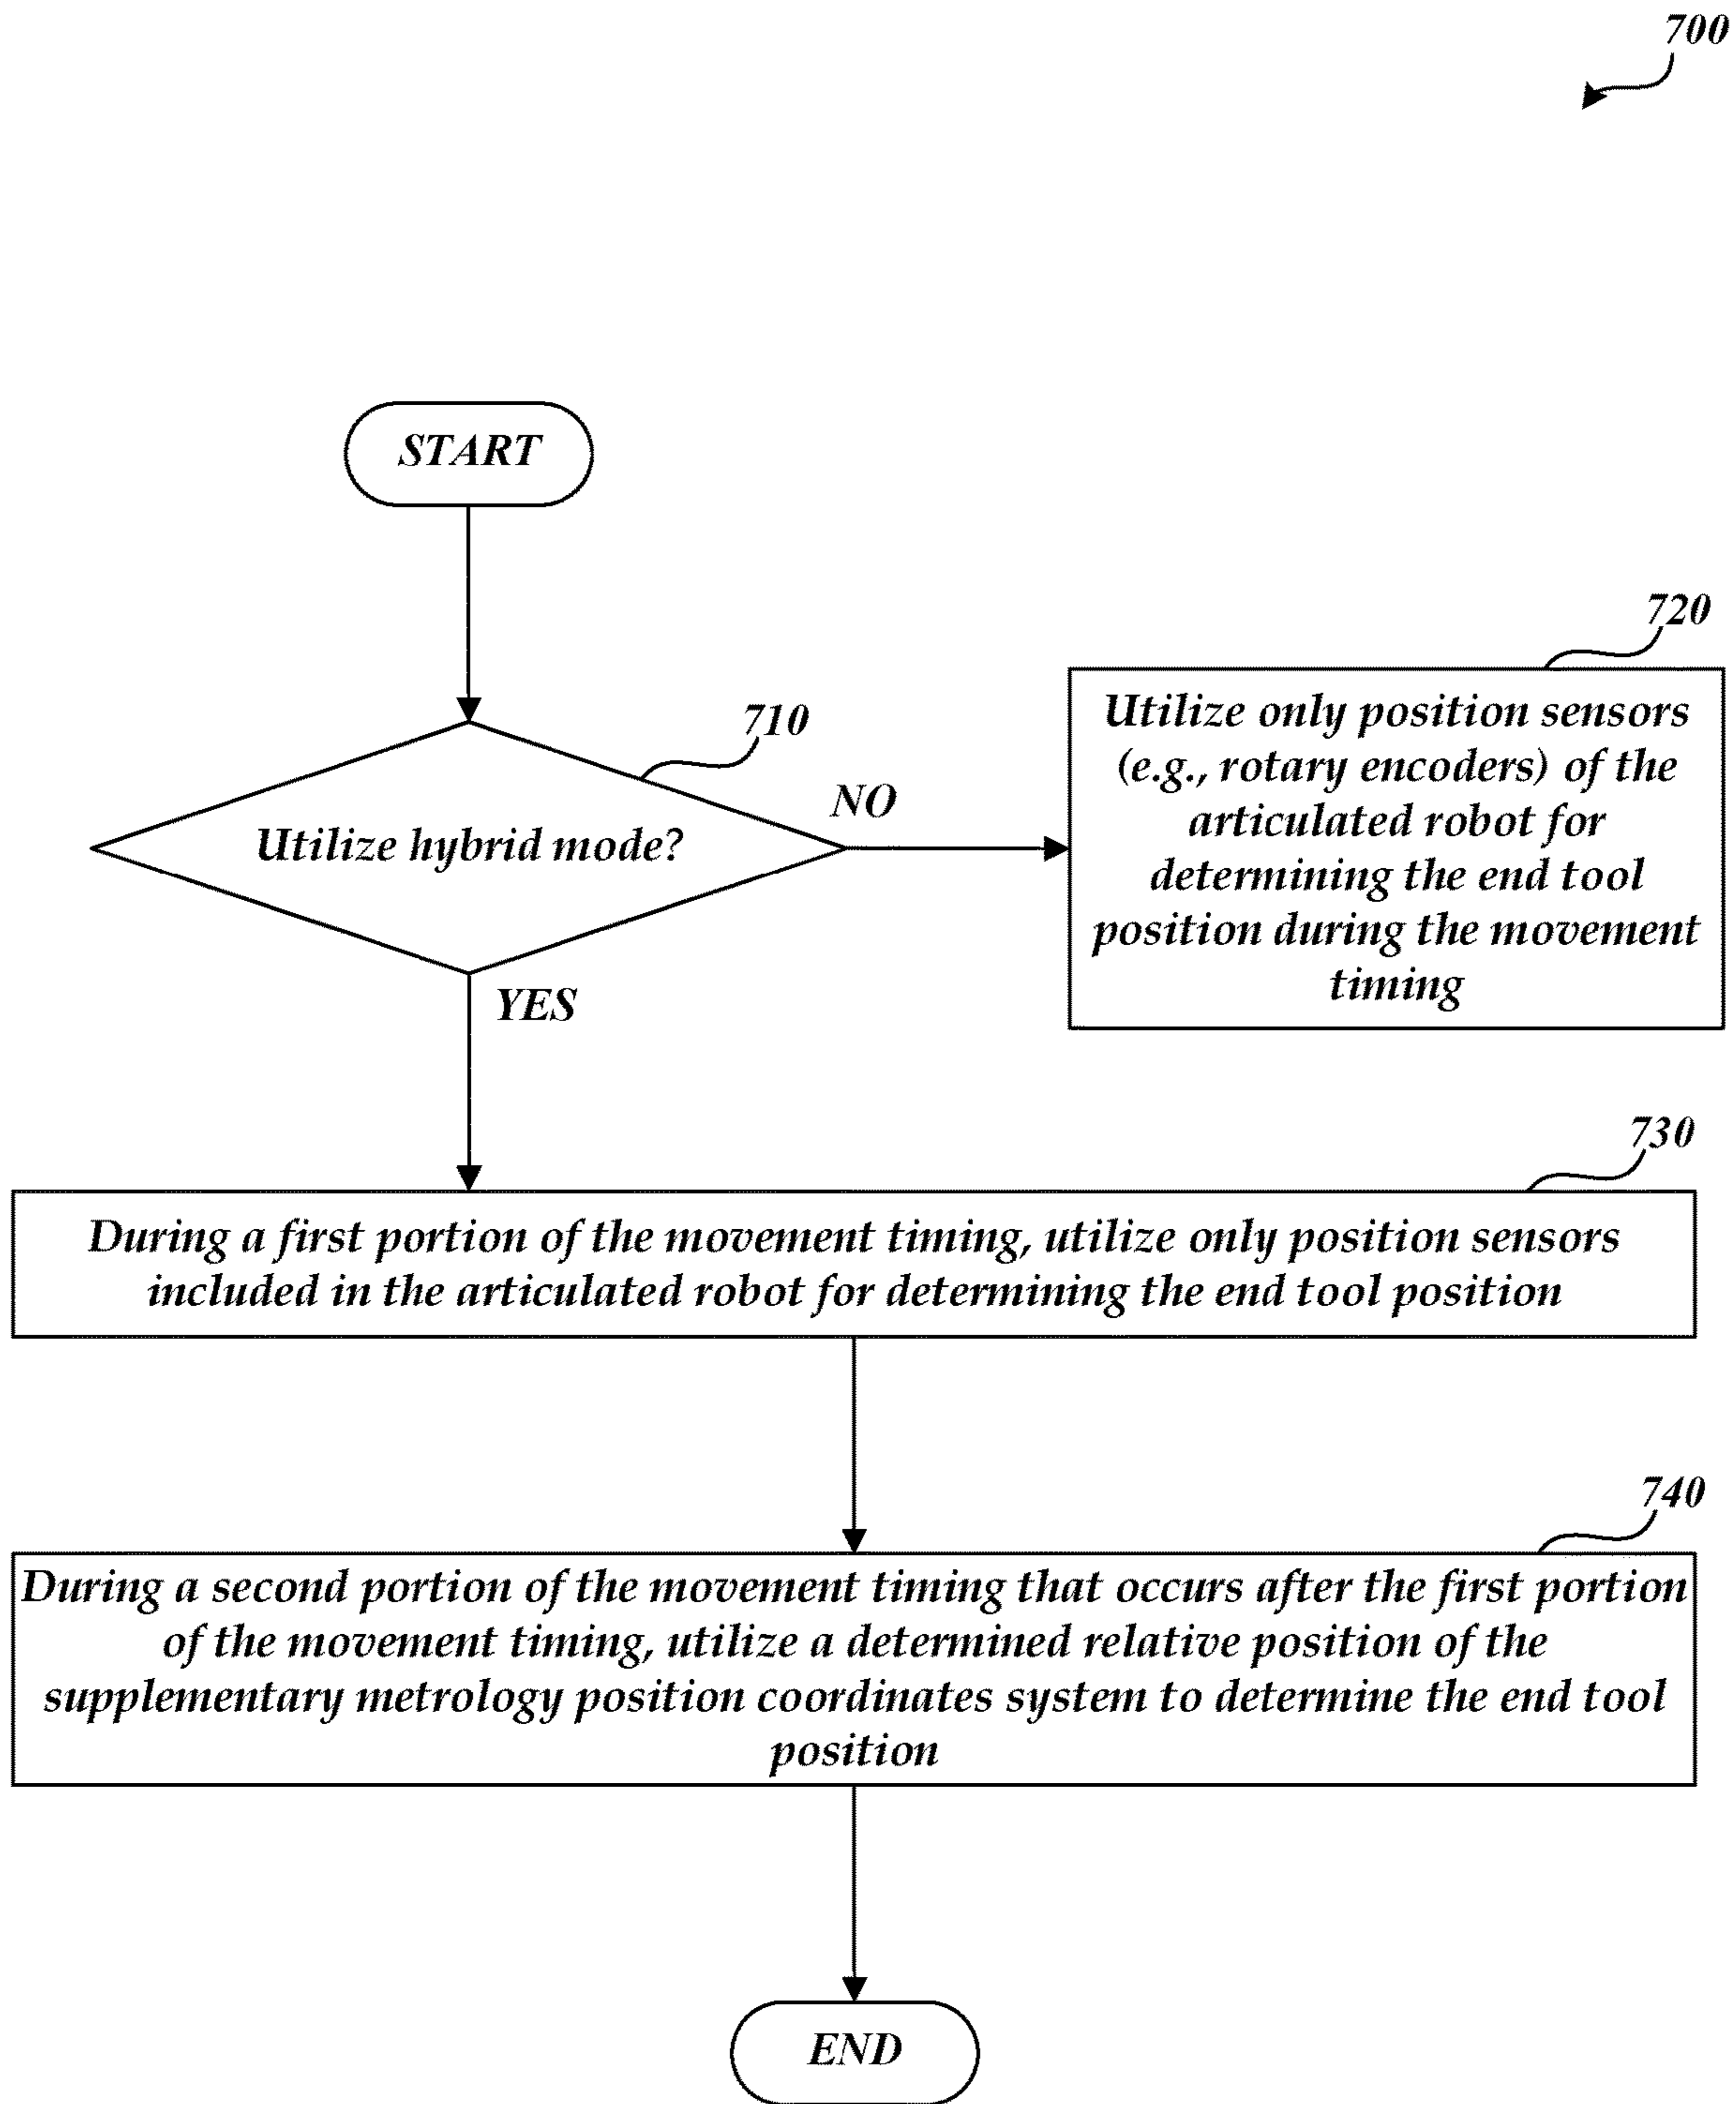 700
START
710
Utilize hybrid mode?
NO
YES
720
Utilize only position sensors
(e.g., rotary encoders) of the
articulated robot for
determining the end tool
position during the movement
timing
730
During a first portion of the movement timing, utilize only position sensors
included in the articulated robot for determining the end tool position
740
During a second portion of the movement timing that occurs after the first portion
of the movement timing, utilize a determined relative position of the
supplementary metrology position coordinates system to determine the end tool
position
END